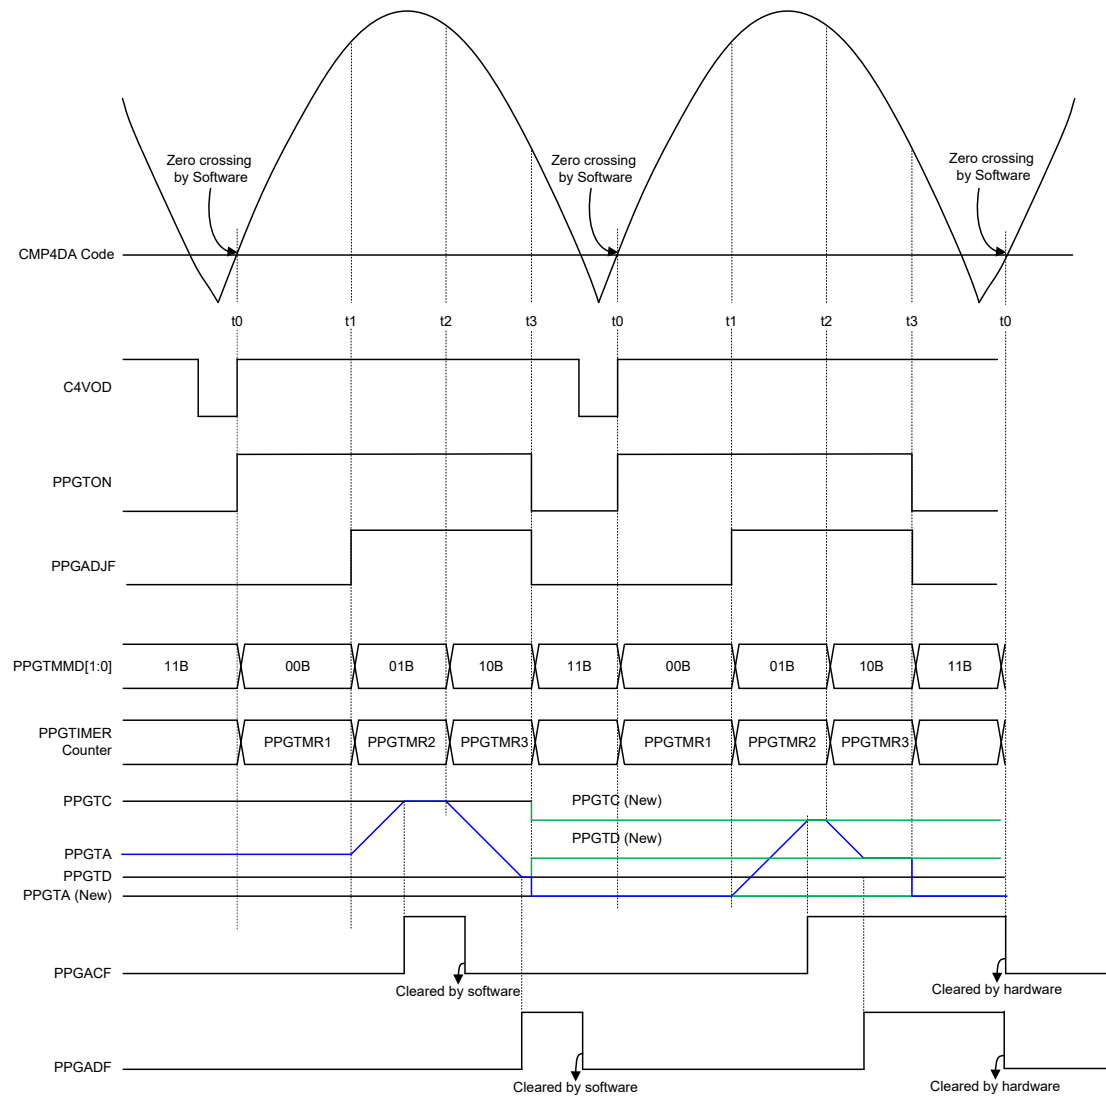 Zero crossing
by Software
Zero crossing
by Software
Zero crossing
by Software
CMP4DA Code
t0 t1 t2 t3 t0 t1 t2 t3 t0
C4VOD
PPGTON
PPGADJF
PPGTMMD[1:0] 11B 00B 01B 10B 11B 00B 01B 10B 11B
PPGTIMER
Counter
PPGTMR1 PPGTMR2 PPGTMR3 PPGTMR1 PPGTMR2 PPGTMR3
PPGTC PPGTC (New)
PPGTD (New)
PPGTA
PPGTD
PPGTA (New)
PPGACF
Cleared by software
Cleared by hardware
PPGADF
Cleared by software
Cleared by hardware